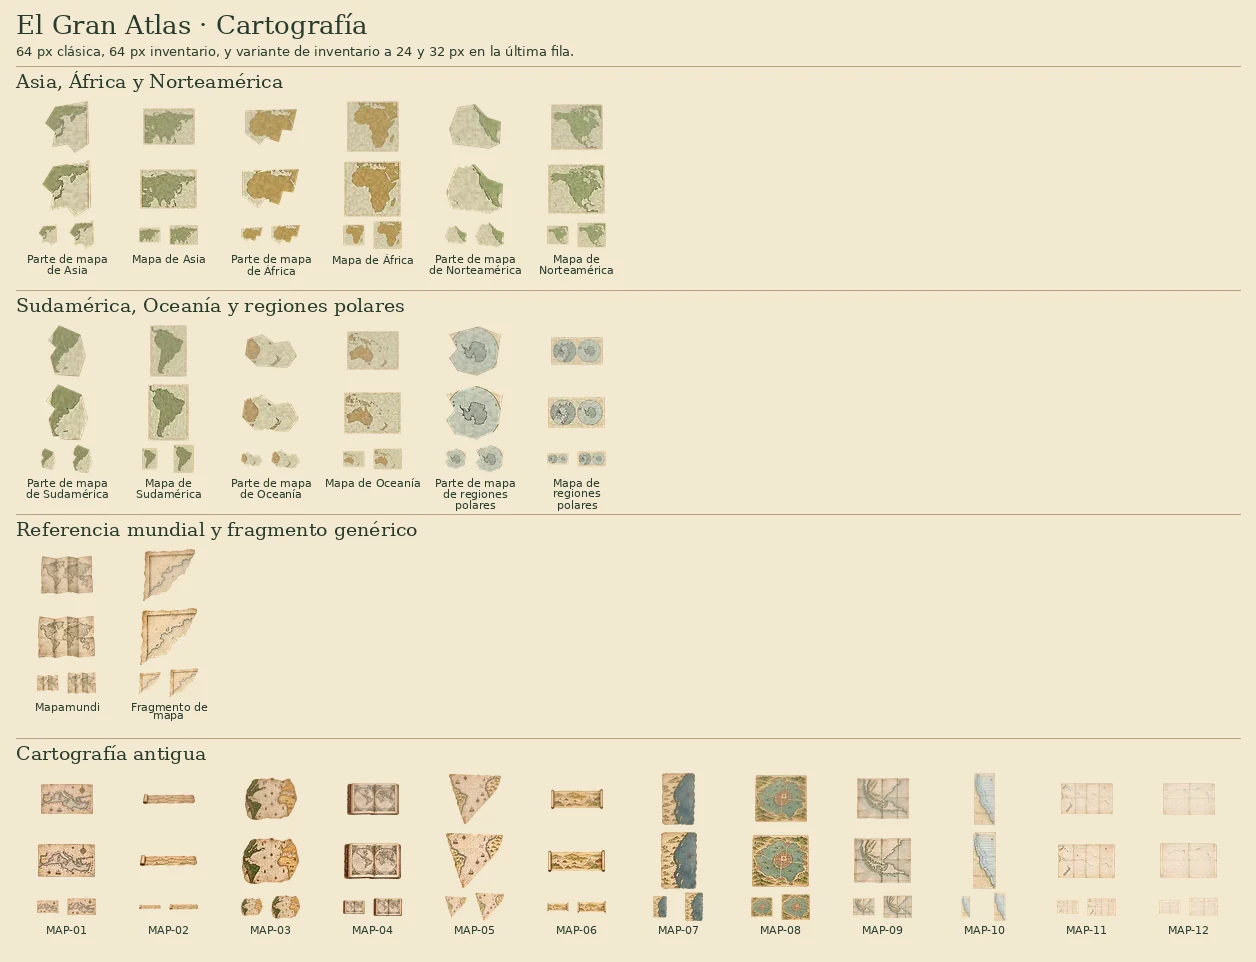 El Gran Atlas · Cartografía
64 px clásica, 64 px inventario, y variante de inventario a 24 y 32 px en la última fila.
Asia, África y Norteamérica
Parte de mapa
de Asia
Mapa de Asia
Parte de mapa
de África
Mapa de África
Parte de mapa
de Norteamérica
Mapa de
Norteamérica
Sudamérica, Oceanía y regiones polares
Parte de mapa
de Sudamérica
Mapa de
Sudamérica
Parte de mapa
de Oceanía
Mapa de Oceanía
Parte de mapa
de regiones
polares
Mapa de
regiones
polares
Referencia mundial y fragmento genérico
Mapamundi
Fragmento de
mapa
Cartografía antigua
MAP-01
MAP-02
MAP-03
MAP-04
MAP-05
MAP-06
MAP-07
MAP-08
MAP-09
MAP-10
MAP-11
MAP-12